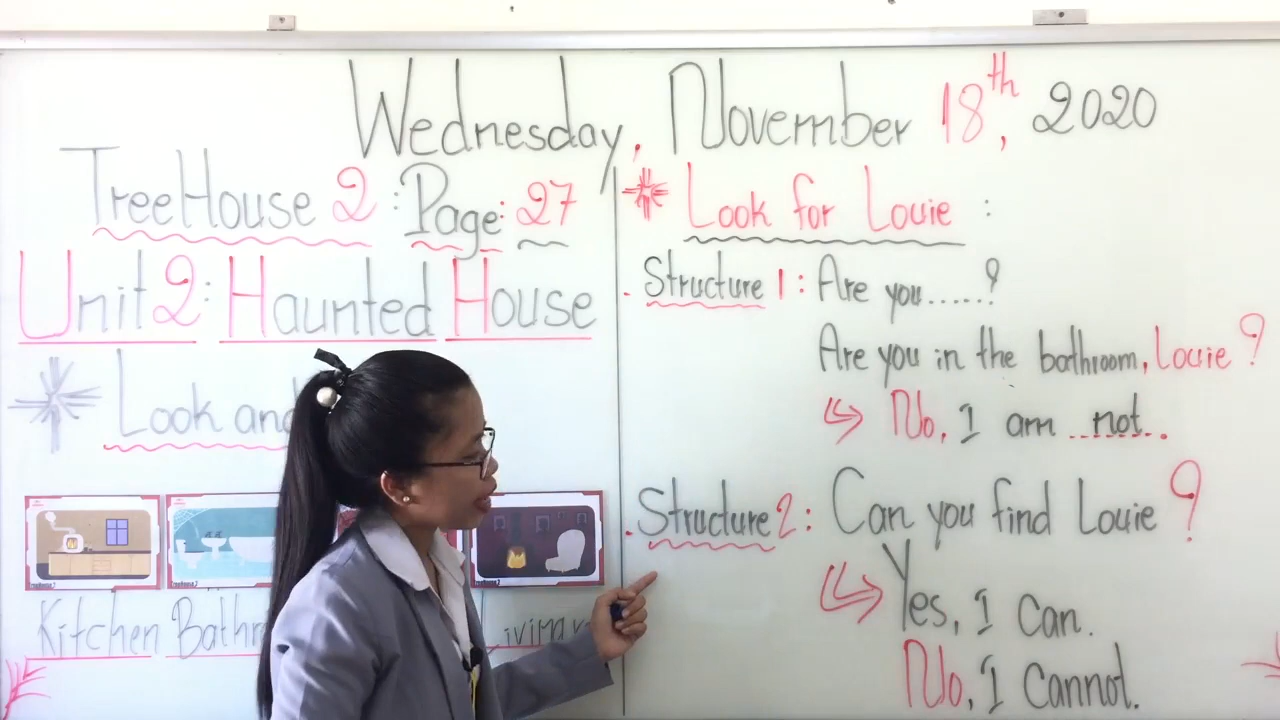 Wednesday, November 18th, 2020
TreeHouse 2 : Page: 27
Unit 2: Haunted House
Look and
Kitchen Bathr
Look for Louie :
. Structure 1 : Are you......?
Are you in the bathroom, Louie?
No, I am ..not..
. Structure 2 : Can you find Louie?
Yes, I Can.
No, I Cannot.